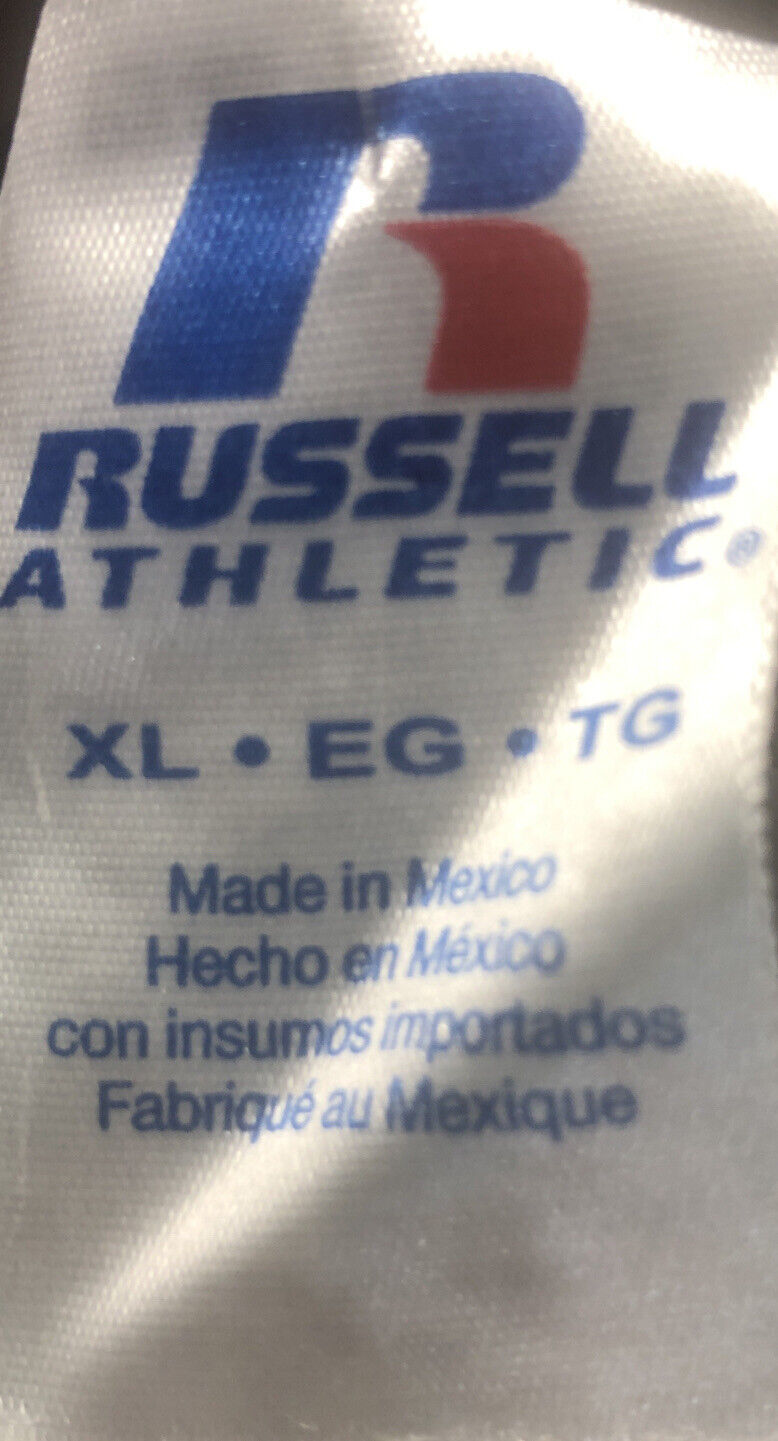 R
RUSSELL
ATHLETIC®
XL • EG • TG
Made in Mexico
Hecho en México
con insumos importados
Fabriqué au Mexique